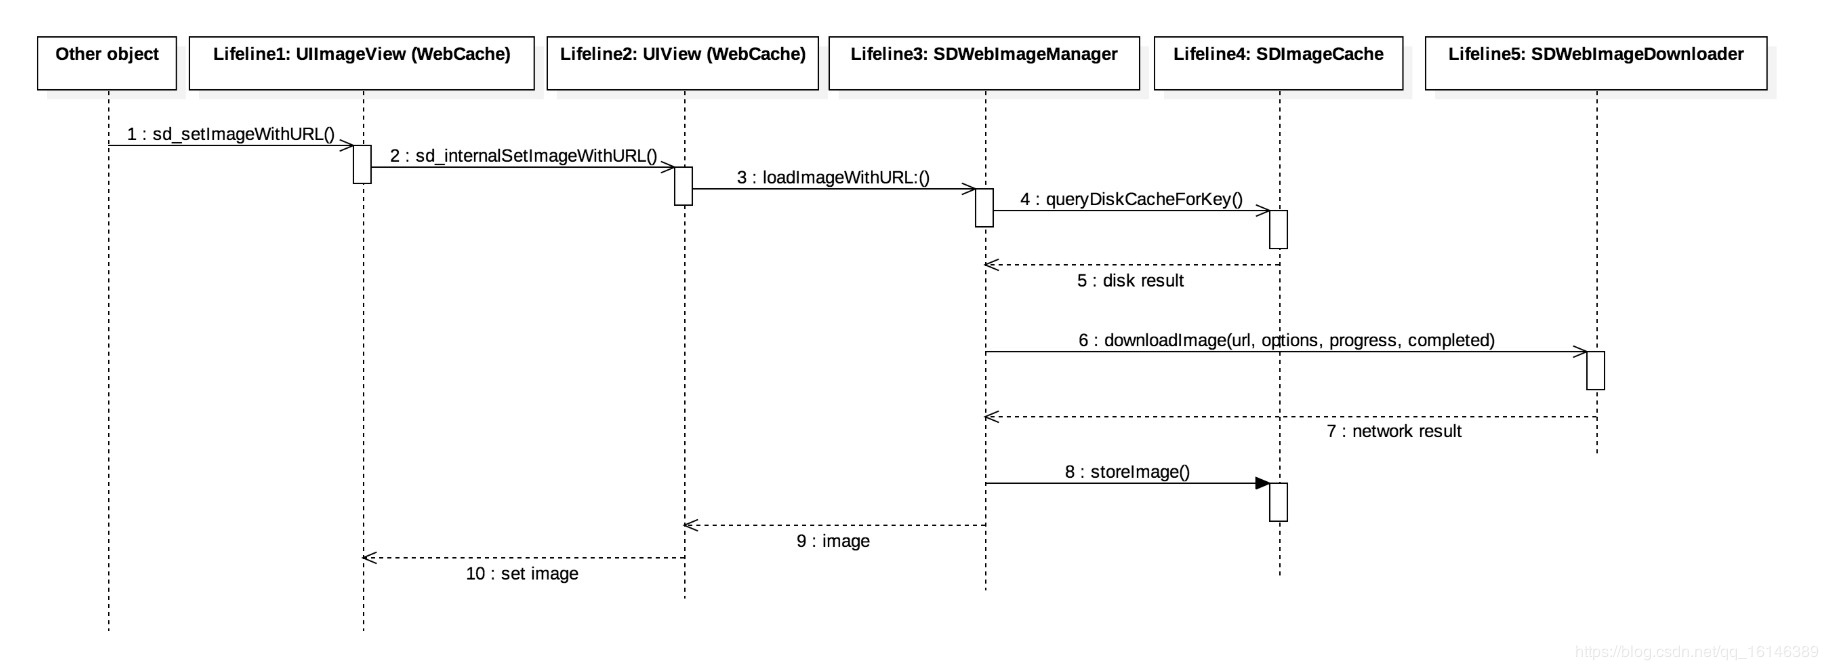 Other object
Lifeline1: UIImageView (WebCache)
Lifeline2: UIView (WebCache)
Lifeline3: SDWebImageManager
Lifeline4: SDImageCache
Lifeline5: SDWebImageDownloader
1 : sd_setImageWithURL()
2 : sd_internalSetImageWithURL()
3 : loadImageWithURL:()
4 : queryDiskCacheForKey()
5 : disk result
6 : downloadImage(url, options, progress, completed)
7 : network result
8 : storeImage()
9 : image
10 : set image
https://blog.csdn.net/qq_16146389